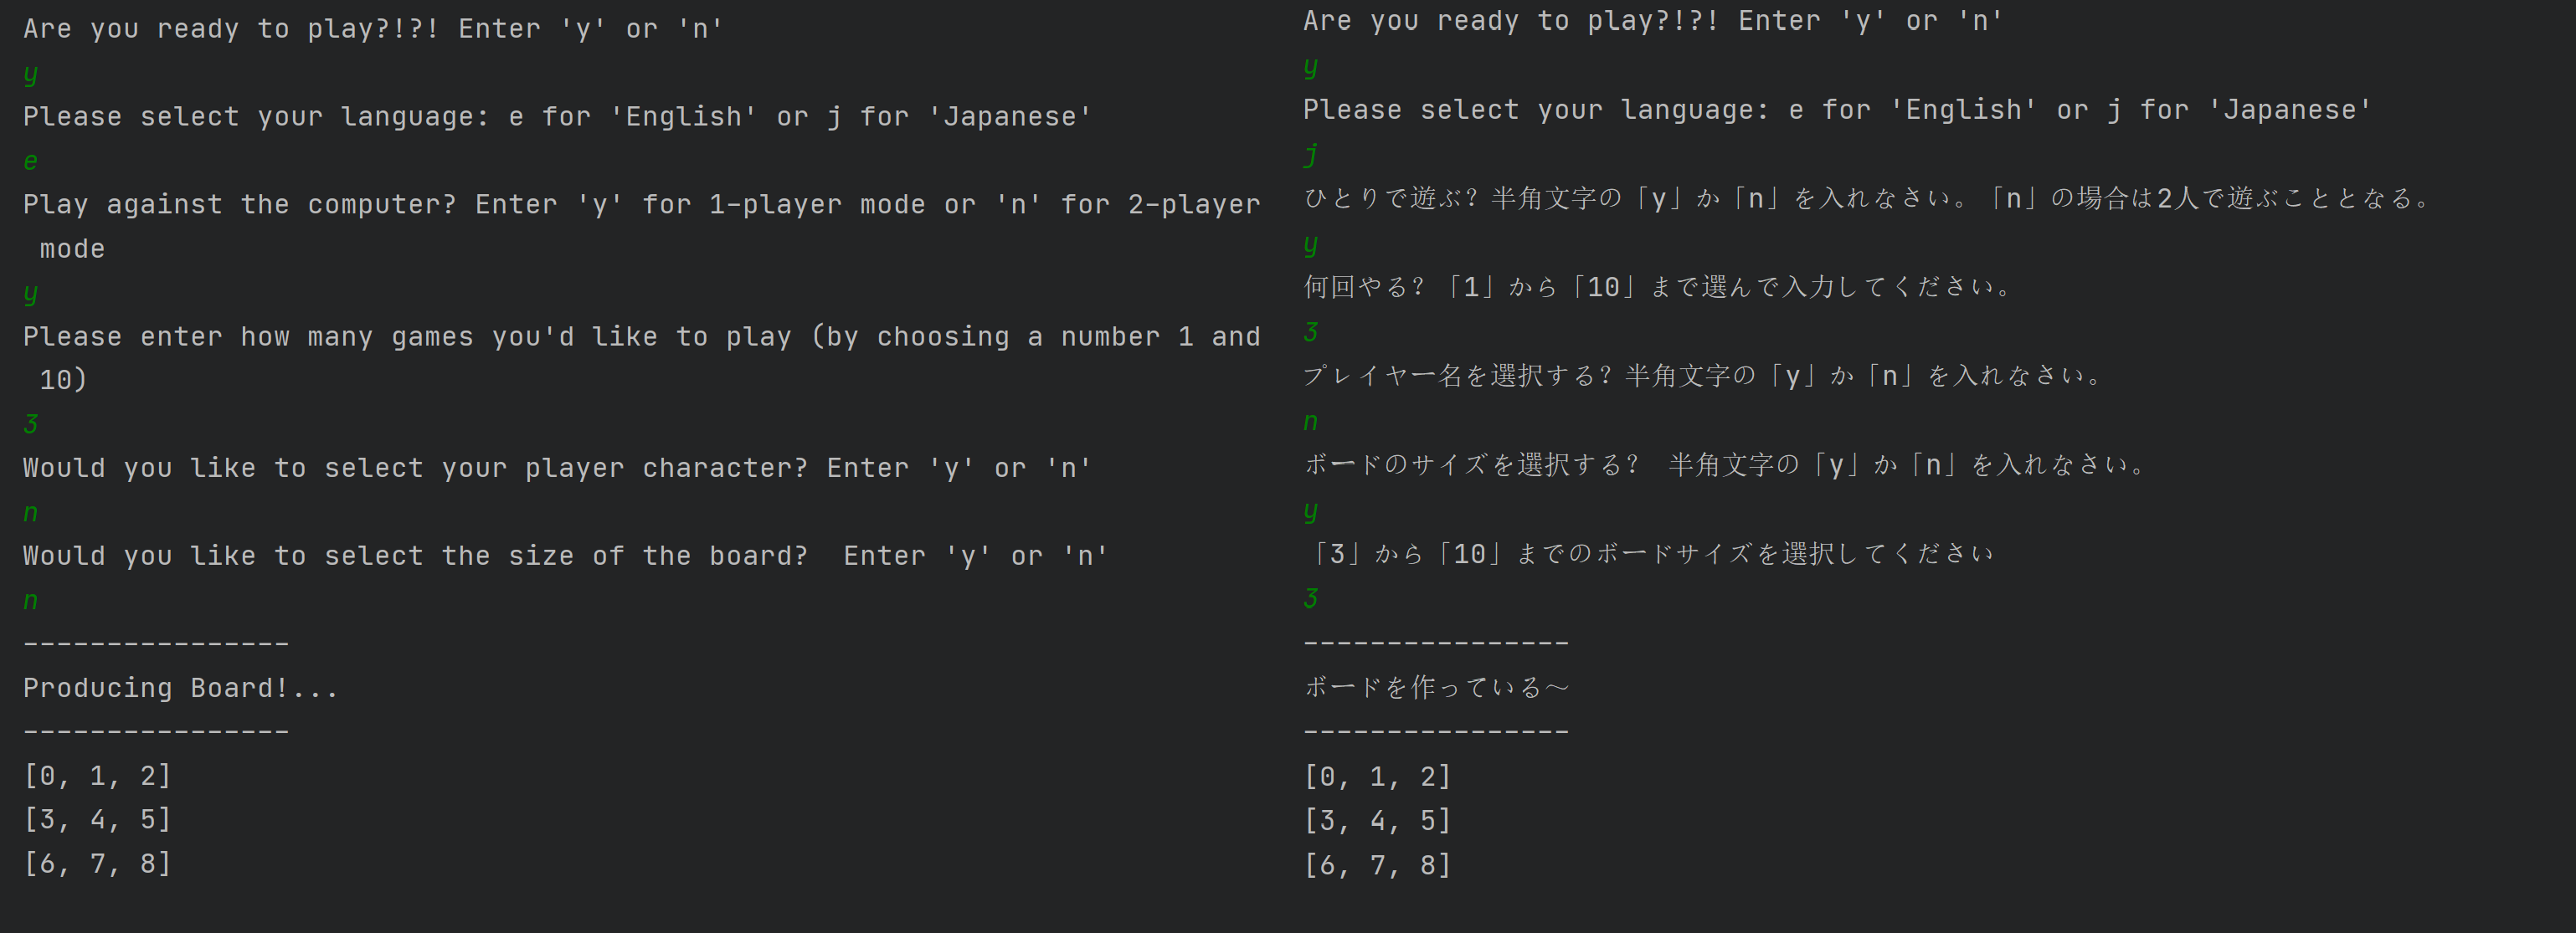 Are you ready to play?!?! Enter 'y' or 'n'
y
Please select your language: e for 'English' or j for 'Japanese'
e
Play against the computer? Enter 'y' for 1-player mode or 'n' for 2-player
 mode
y
Please enter how many games you'd like to play (by choosing a number 1 and
 10)
3
Would you like to select your player character? Enter 'y' or 'n'
n
Would you like to select the size of the board?  Enter 'y' or 'n'
n
----------------
Producing Board!...
----------------
[0, 1, 2]
[3, 4, 5]
[6, 7, 8]
Are you ready to play?!?! Enter 'y' or 'n'
y
Please select your language: e for 'English' or j for 'Japanese'
j
ひとりで遊ぶ？半角文字の「y」か「n」を入れなさい。「n」の場合は2人で遊ぶこととなる。
y
何回やる？「1」から「10」まで選んで入力してください。
3
プレイヤー名を選択する？半角文字の「y」か「n」を入れなさい。
n
ボードのサイズを選択する？　半角文字の「y」か「n」を入れなさい。
y
「3」から「10」までのボードサイズを選択してください
3
----------------
ボードを作っている～
----------------
[0, 1, 2]
[3, 4, 5]
[6, 7, 8]